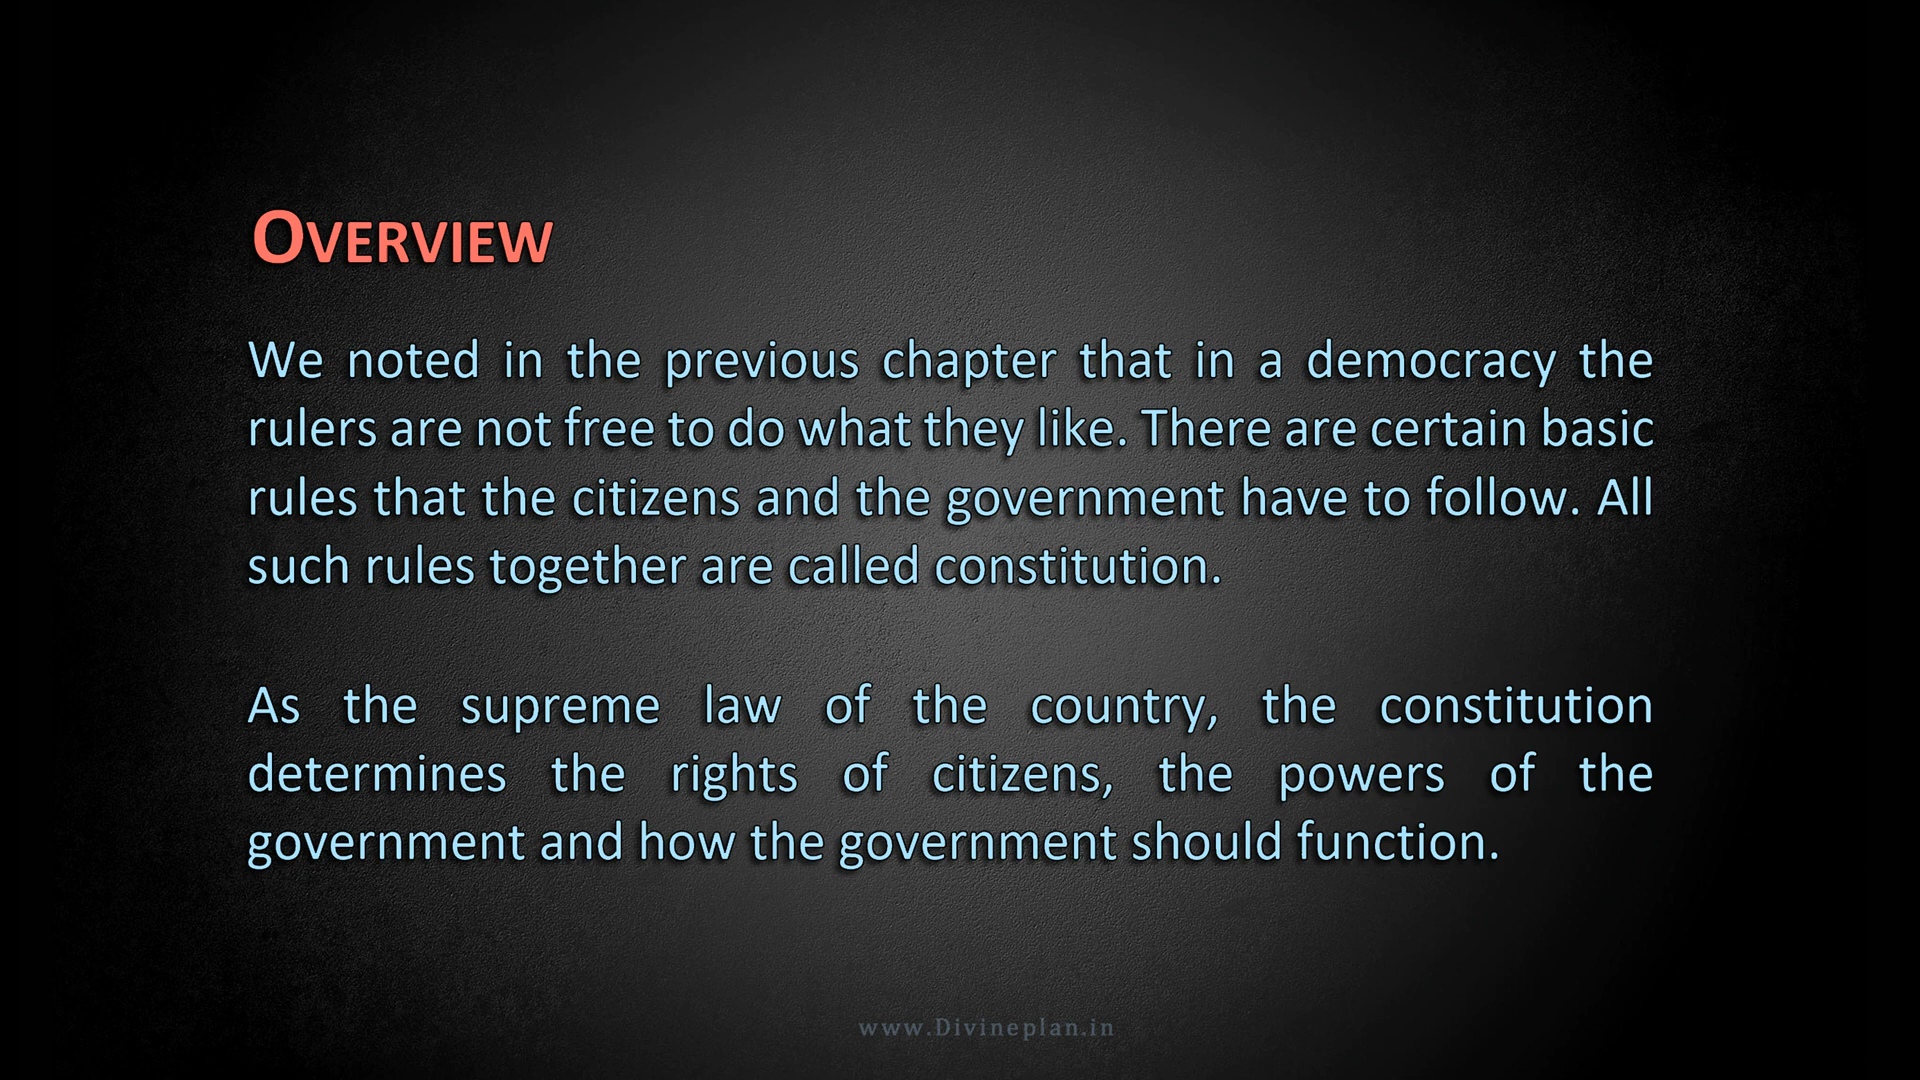 OVERVIEW
We noted in the previous chapter that in a democracy the
rulers are not free to do what they like. There are certain basic
rules that the citizens and the government have to follow. All
such rules together are called constitution.
As the supreme law of the country, the constitution
determines the rights of citizens, the powers of the
government and how the government should function.
www.Divineplan.in